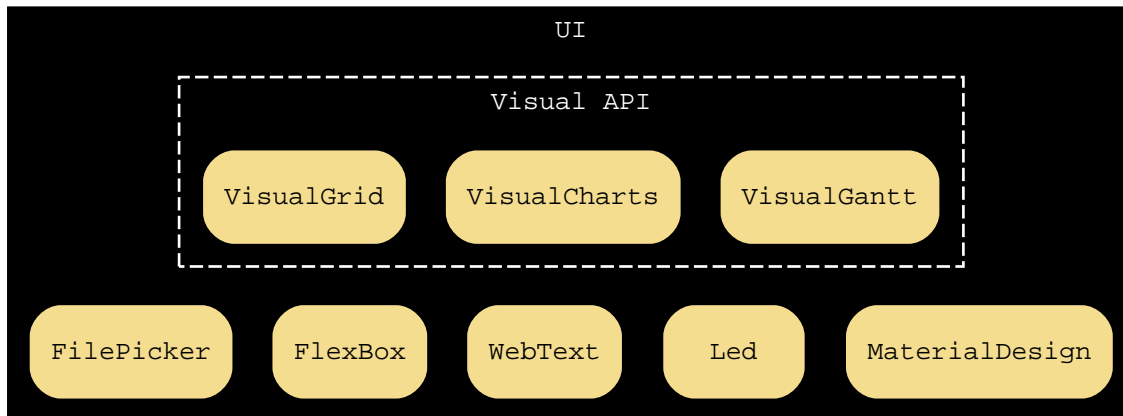 UI
Visual API
VisualGrid
VisualCharts
VisualGantt
FilePicker
FlexBox
WebText
Led
MaterialDesign